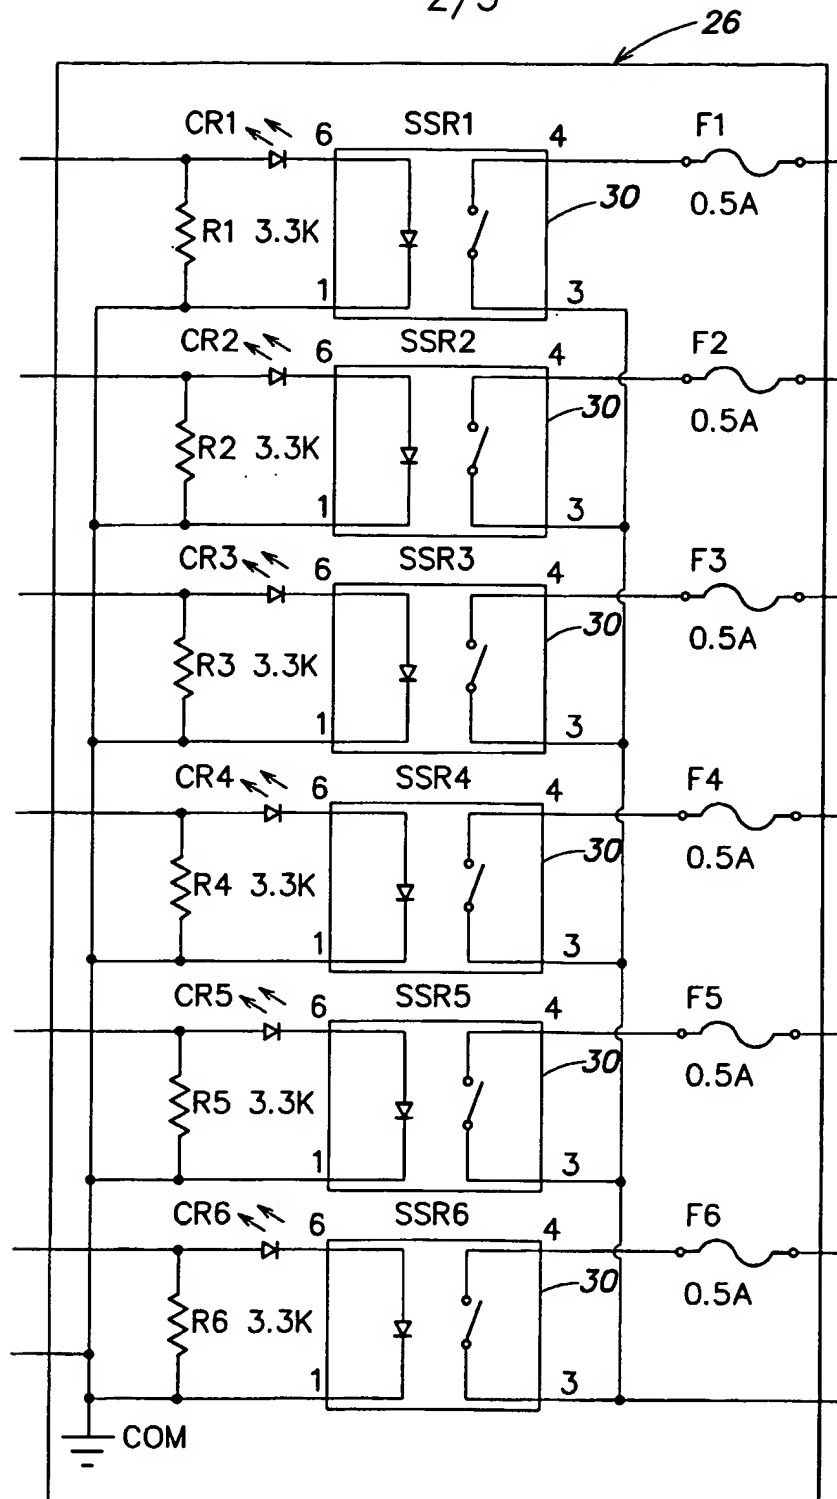 2/5
26
CR1 6 SSR1 4 F1
R1 3.3K 30 0.5A
1 3
CR2 6 SSR2 4 F2
R2 3.3K 30 0.5A
1 3
CR3 6 SSR3 4 F3
R3 3.3K 30 0.5A
1 3
CR4 6 SSR4 4 F4
R4 3.3K 30 0.5A
1 3
CR5 6 SSR5 4 F5
R5 3.3K 30 0.5A
1 3
CR6 6 SSR6 4 F6
R6 3.3K 30 0.5A
1 3
COM